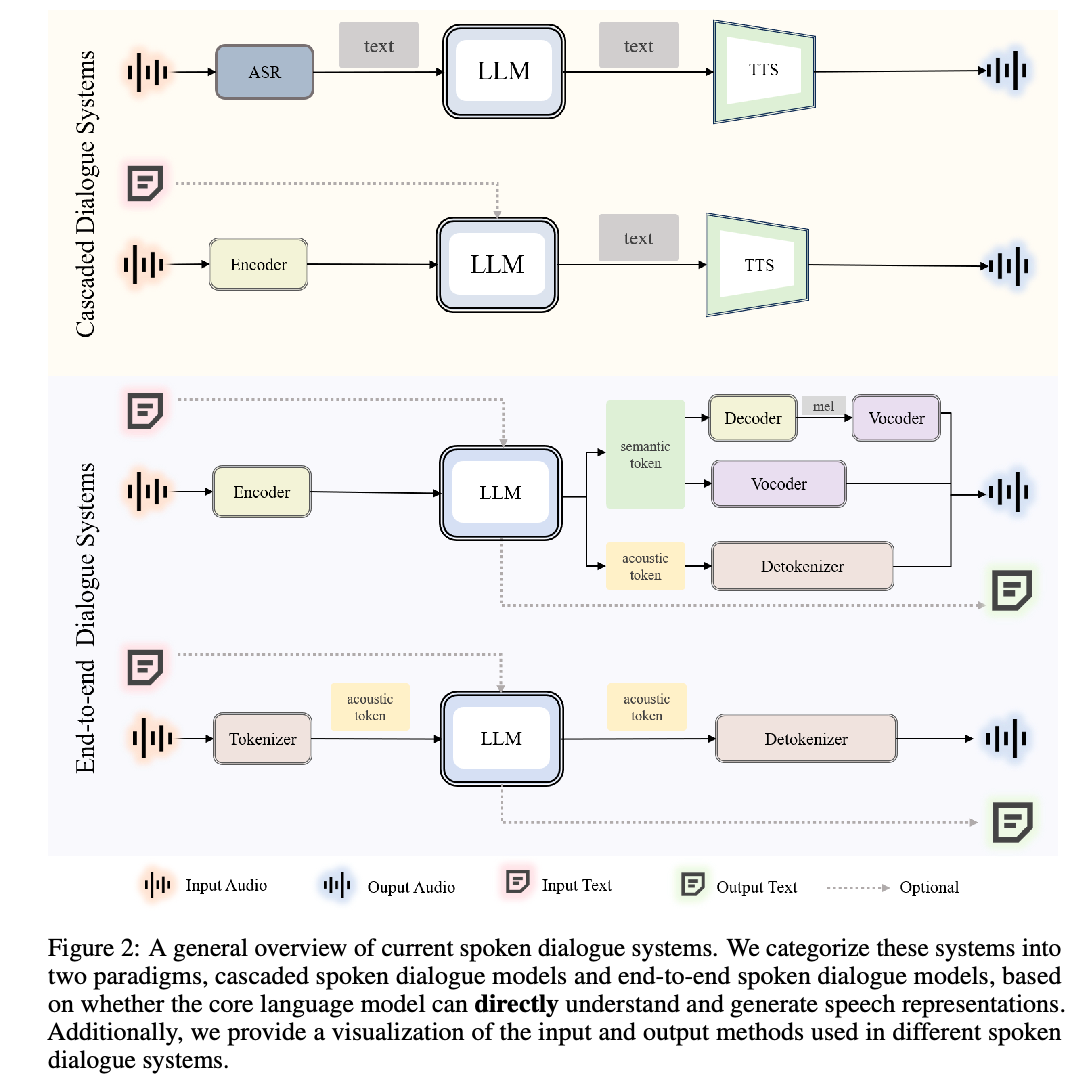 Cascaded Dialogue Systems
ASR
text
LLM
text
TTS
Encoder
LLM
text
TTS
End-to-end Dialogue Systems
Encoder
LLM
semantic
token
Decoder
mel
Vocoder
Vocoder
acoustic
token
Detokenizer
Tokenizer
acoustic
token
LLM
acoustic
token
Detokenizer
Input Audio
Ouput Audio
Input Text
Output Text
Optional
Figure 2: A general overview of current spoken dialogue systems. We categorize these systems into
two paradigms, cascaded spoken dialogue models and end-to-end spoken dialogue models, based
on whether the core language model can directly understand and generate speech representations.
Additionally, we provide a visualization of the input and output methods used in different spoken
dialogue systems.